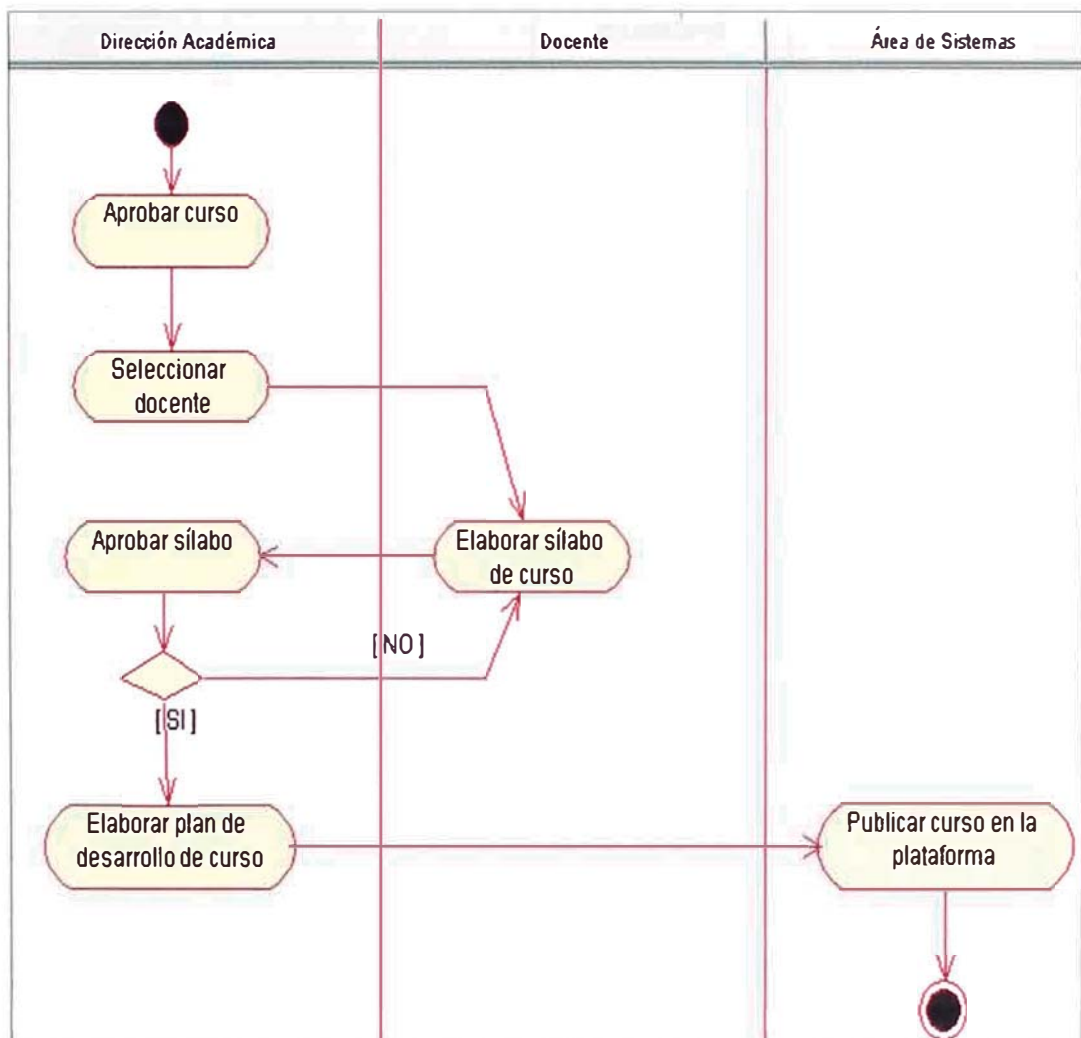 Dirección Académica
Docente
Área de Sistemas
Aprobar curso
Seleccionar
docente
Aprobar sílabo
Elaborar sílabo
de curso
[ NO ]
[ SI ]
Elaborar plan de
desarrollo de curso
Publicar curso en la
plataforma